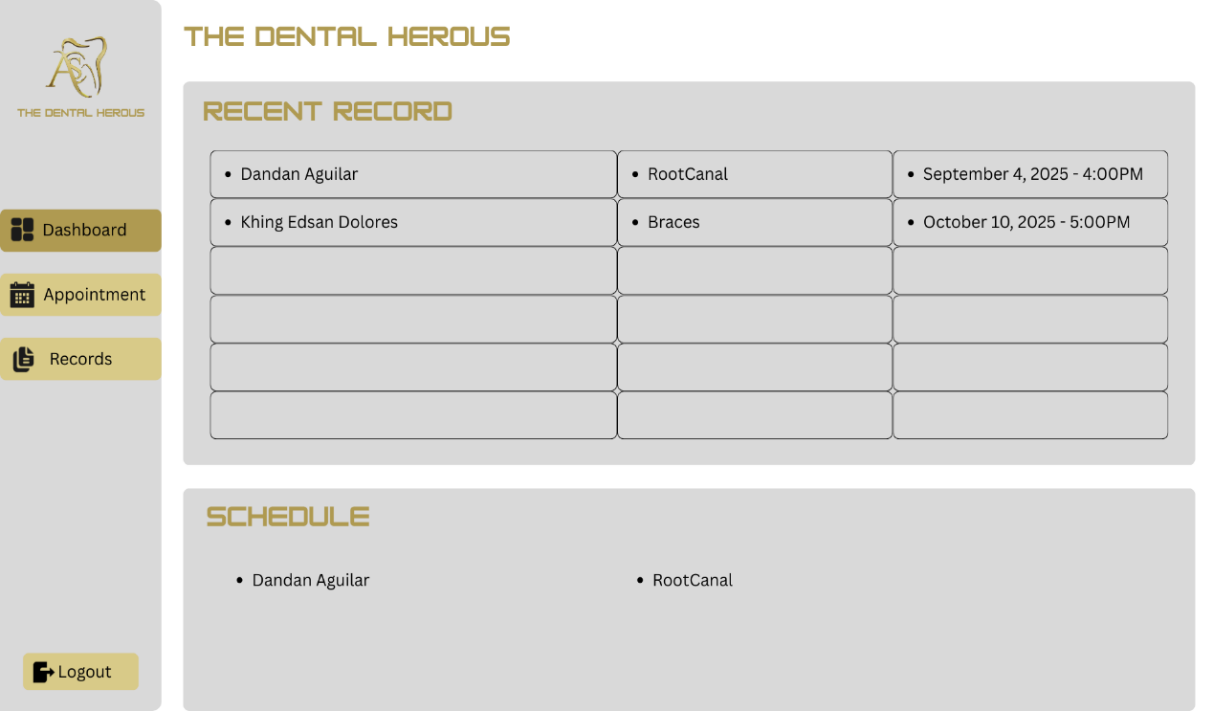 THE DENTAL HEROUS
ASC
THE DENTAL HEROUS
RECENT RECORD
• Dandan Aguilar • RootCanal • September 4, 2025 - 4:00PM
• Khing Edsan Dolores • Braces • October 10, 2025 - 5:00PM
Dashboard
Appointment
Records
SCHEDULE
• Dandan Aguilar • RootCanal
Logout